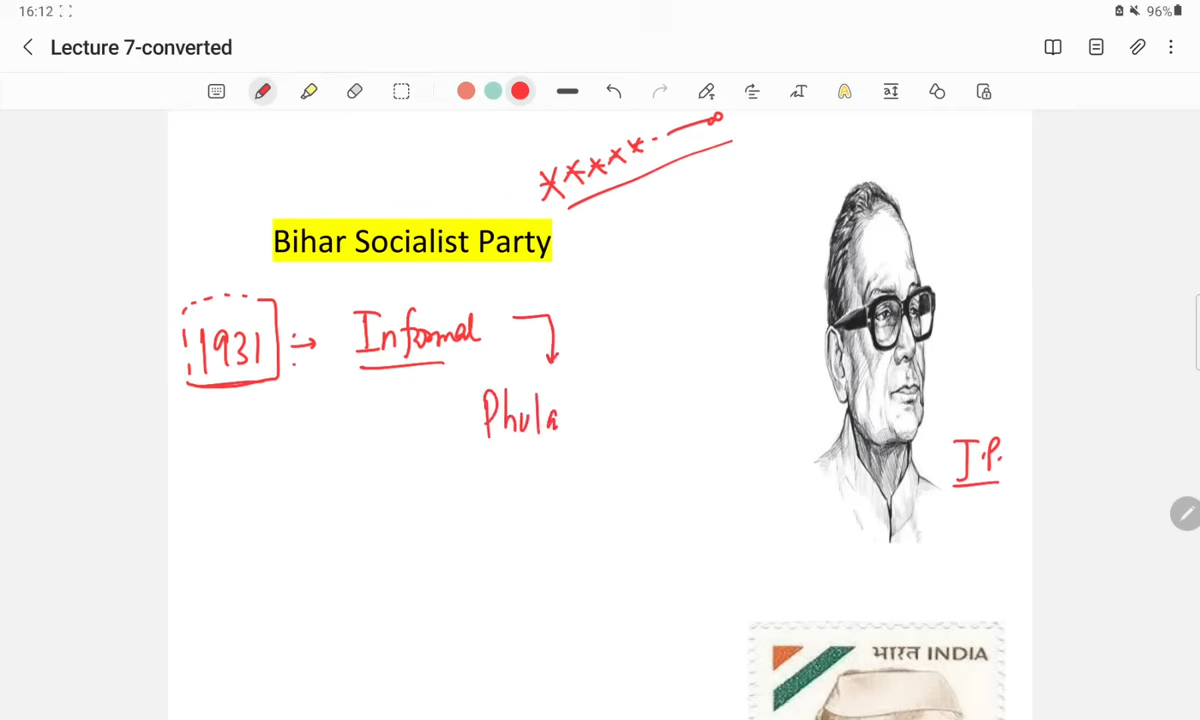 16:12 96%
Lecture 7-converted
Bihar Socialist Party
1931 Informal
Phula
J.P.
भारत INDIA